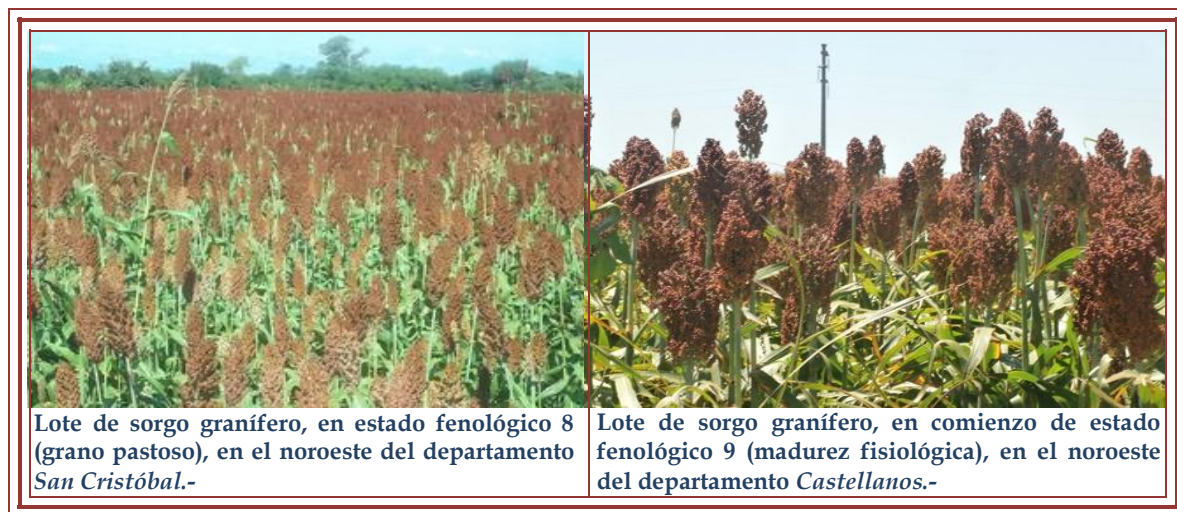 Lote de sorgo granífero, en estado fenológico 8
(grano pastoso), en el noroeste del departamento
San Cristóbal.-
Lote de sorgo granífero, en comienzo de estado
fenológico 9 (madurez fisiológica), en el noroeste
del departamento Castellanos.-